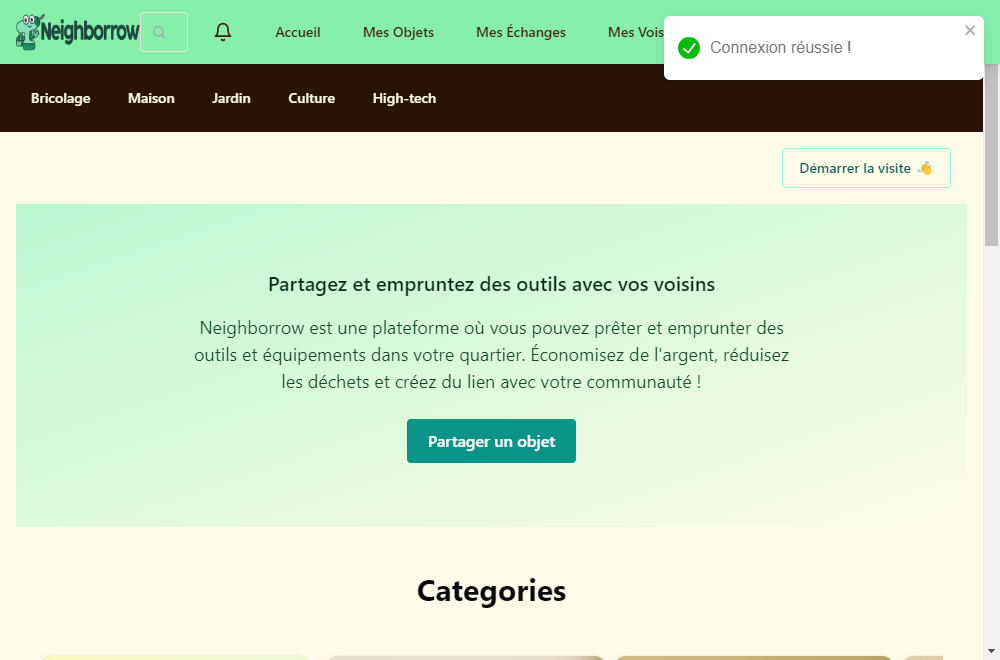 Neighborrow
Accueil
Mes Objets
Mes Échanges
Mes Vois
Connexion réussie !
Bricolage
Maison
Jardin
Culture
High-tech
Démarrer la visite 👋
Partagez et empruntez des outils avec vos voisins
Neighborrow est une plateforme où vous pouvez prêter et emprunter des
outils et équipements dans votre quartier. Économisez de l'argent, réduisez
les déchets et créez du lien avec votre communauté !
Partager un objet
Categories